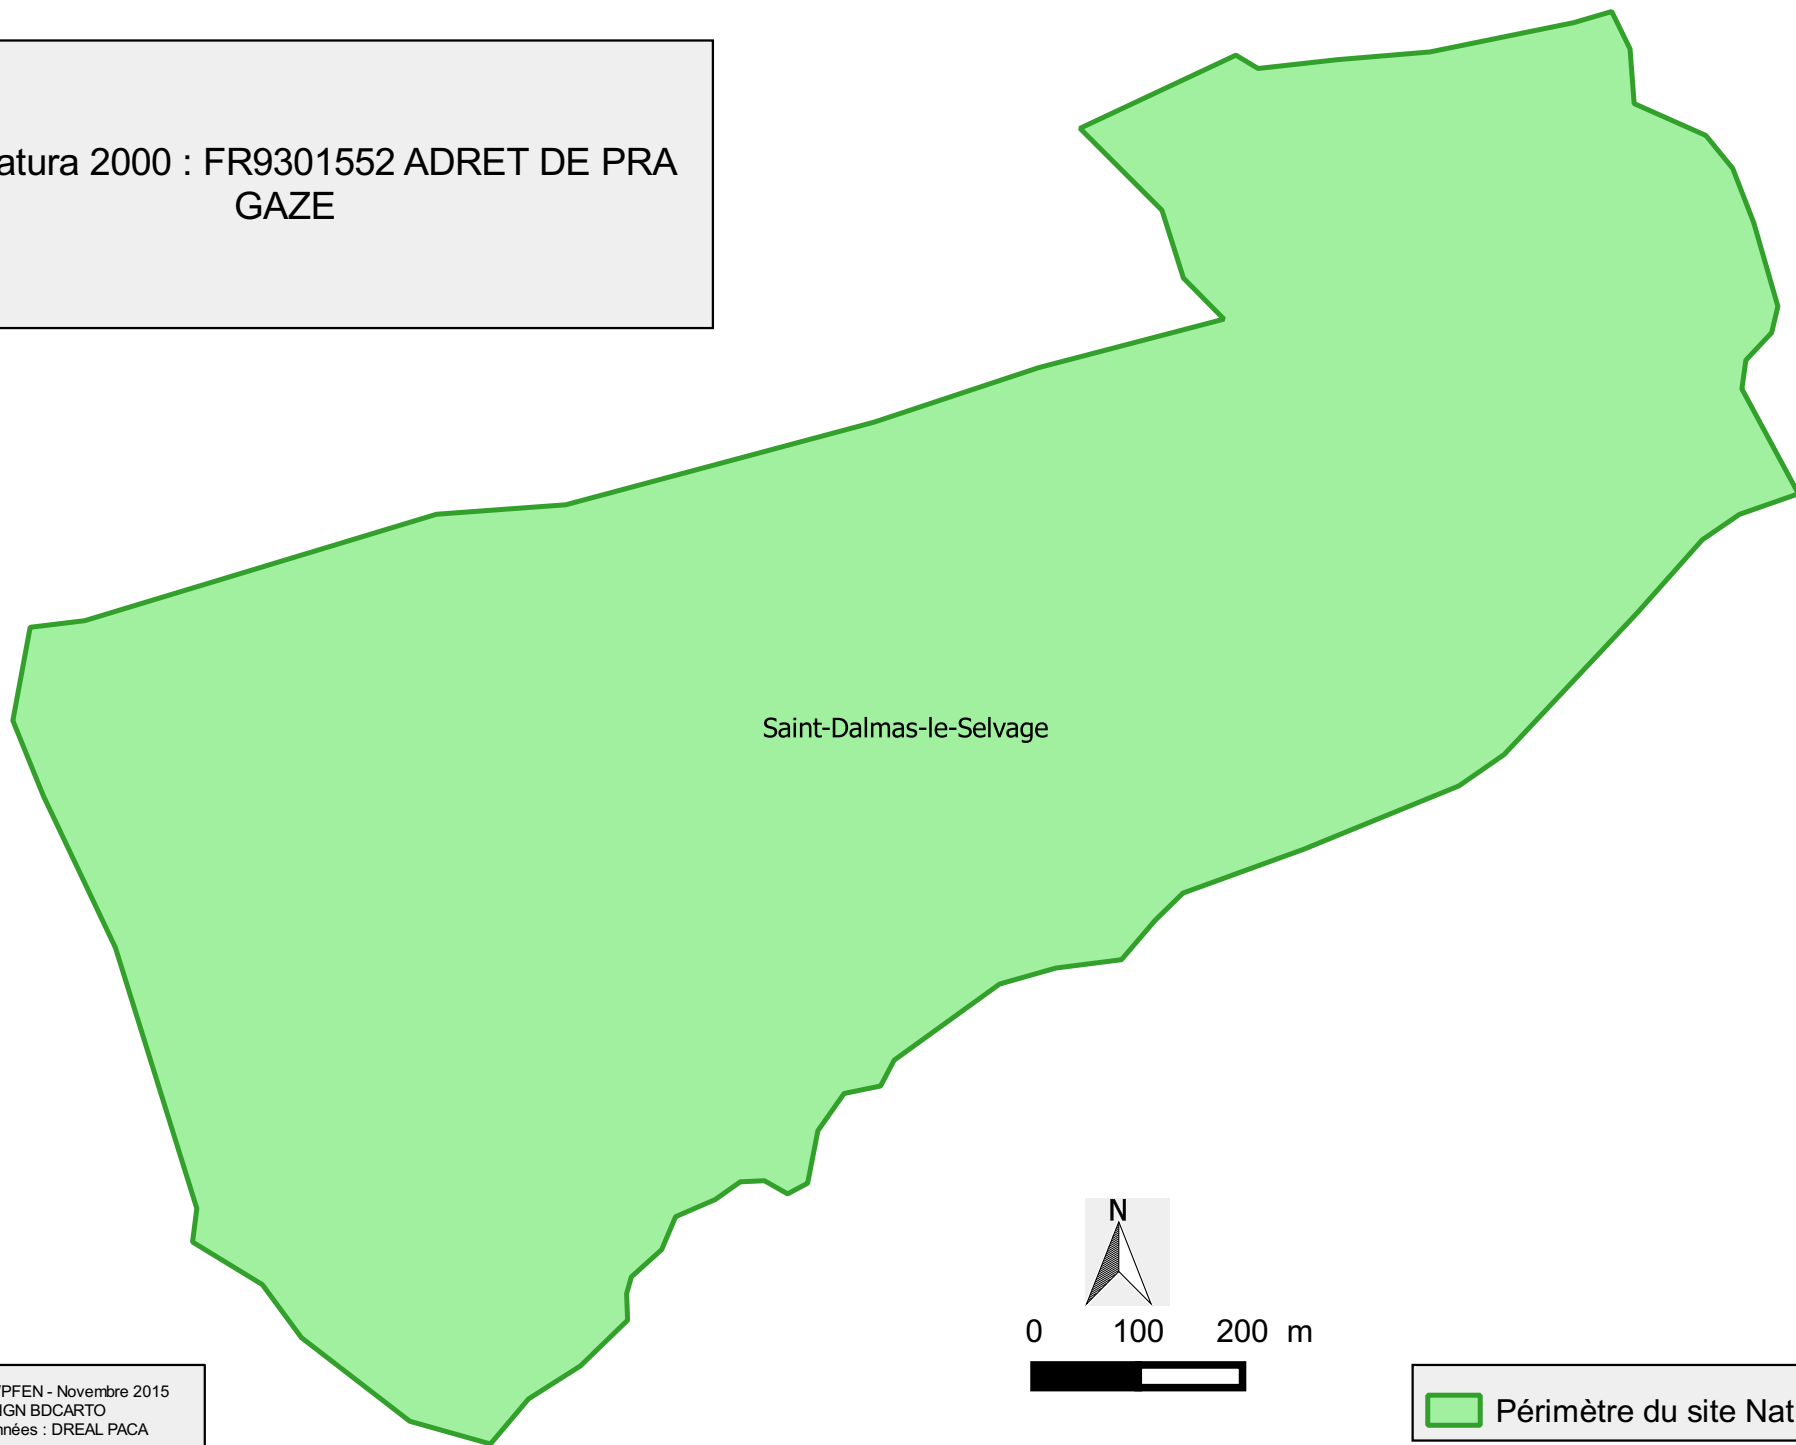 atura 2000 : FR9301552 ADRET DE PRA
GAZE
Saint-Dalmas-le-Selvage
N
0 100 200 m
PFEN - Novembre 2015
IGN BDCARTO
nnées : DREAL PACA
Périmètre du site Nat